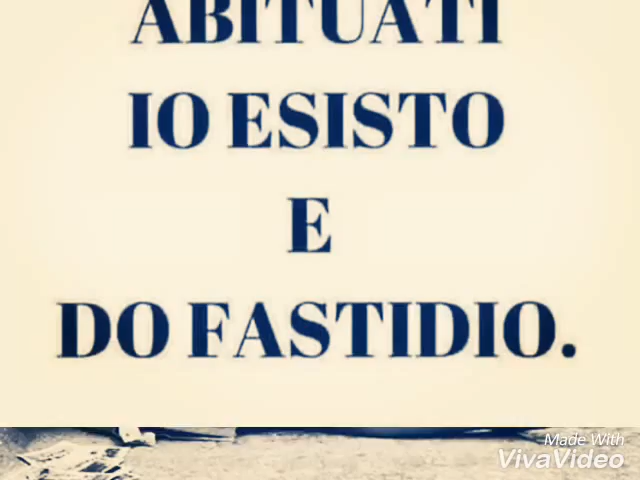 ABITUATI
IO ESISTO
E
DO FASTIDIO.
Made With
VivaVideo